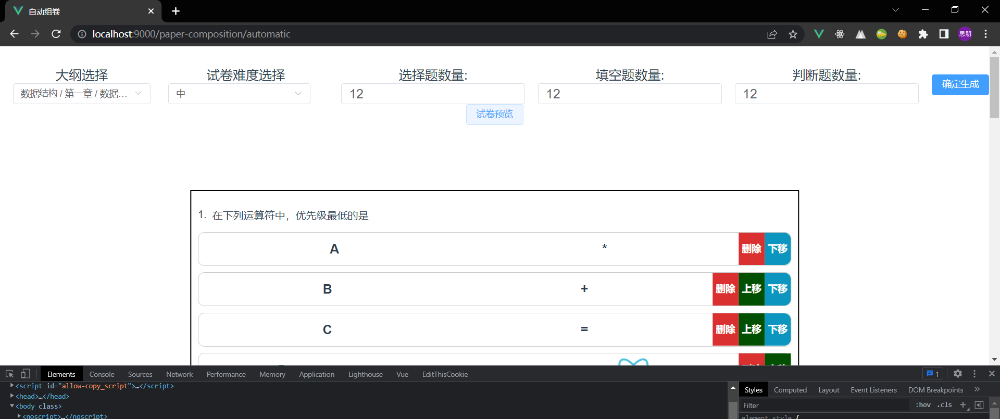 自动组卷
localhost:9000/paper-composition/automatic
思朋
大纲选择 试卷难度选择 选择题数量: 填空题数量: 判断题数量:
数据结构 / 第一章 / 数据... 中 12 12 12 确定生成
试卷预览
1. 在下列运算符中，优先级最低的是
A * 删除 下移
B + 删除 上移 下移
C = 删除 上移 下移
Elements Console Sources Network Performance Memory Application Lighthouse Vue EditThisCookie 1
<script id="allow-copy_script">…</script>
<head>…</head>
<body class>
<noscript>…</noscript>
Styles Computed Layout Event Listeners DOM Breakpoints »
Filter :hov .cls +
element.style {